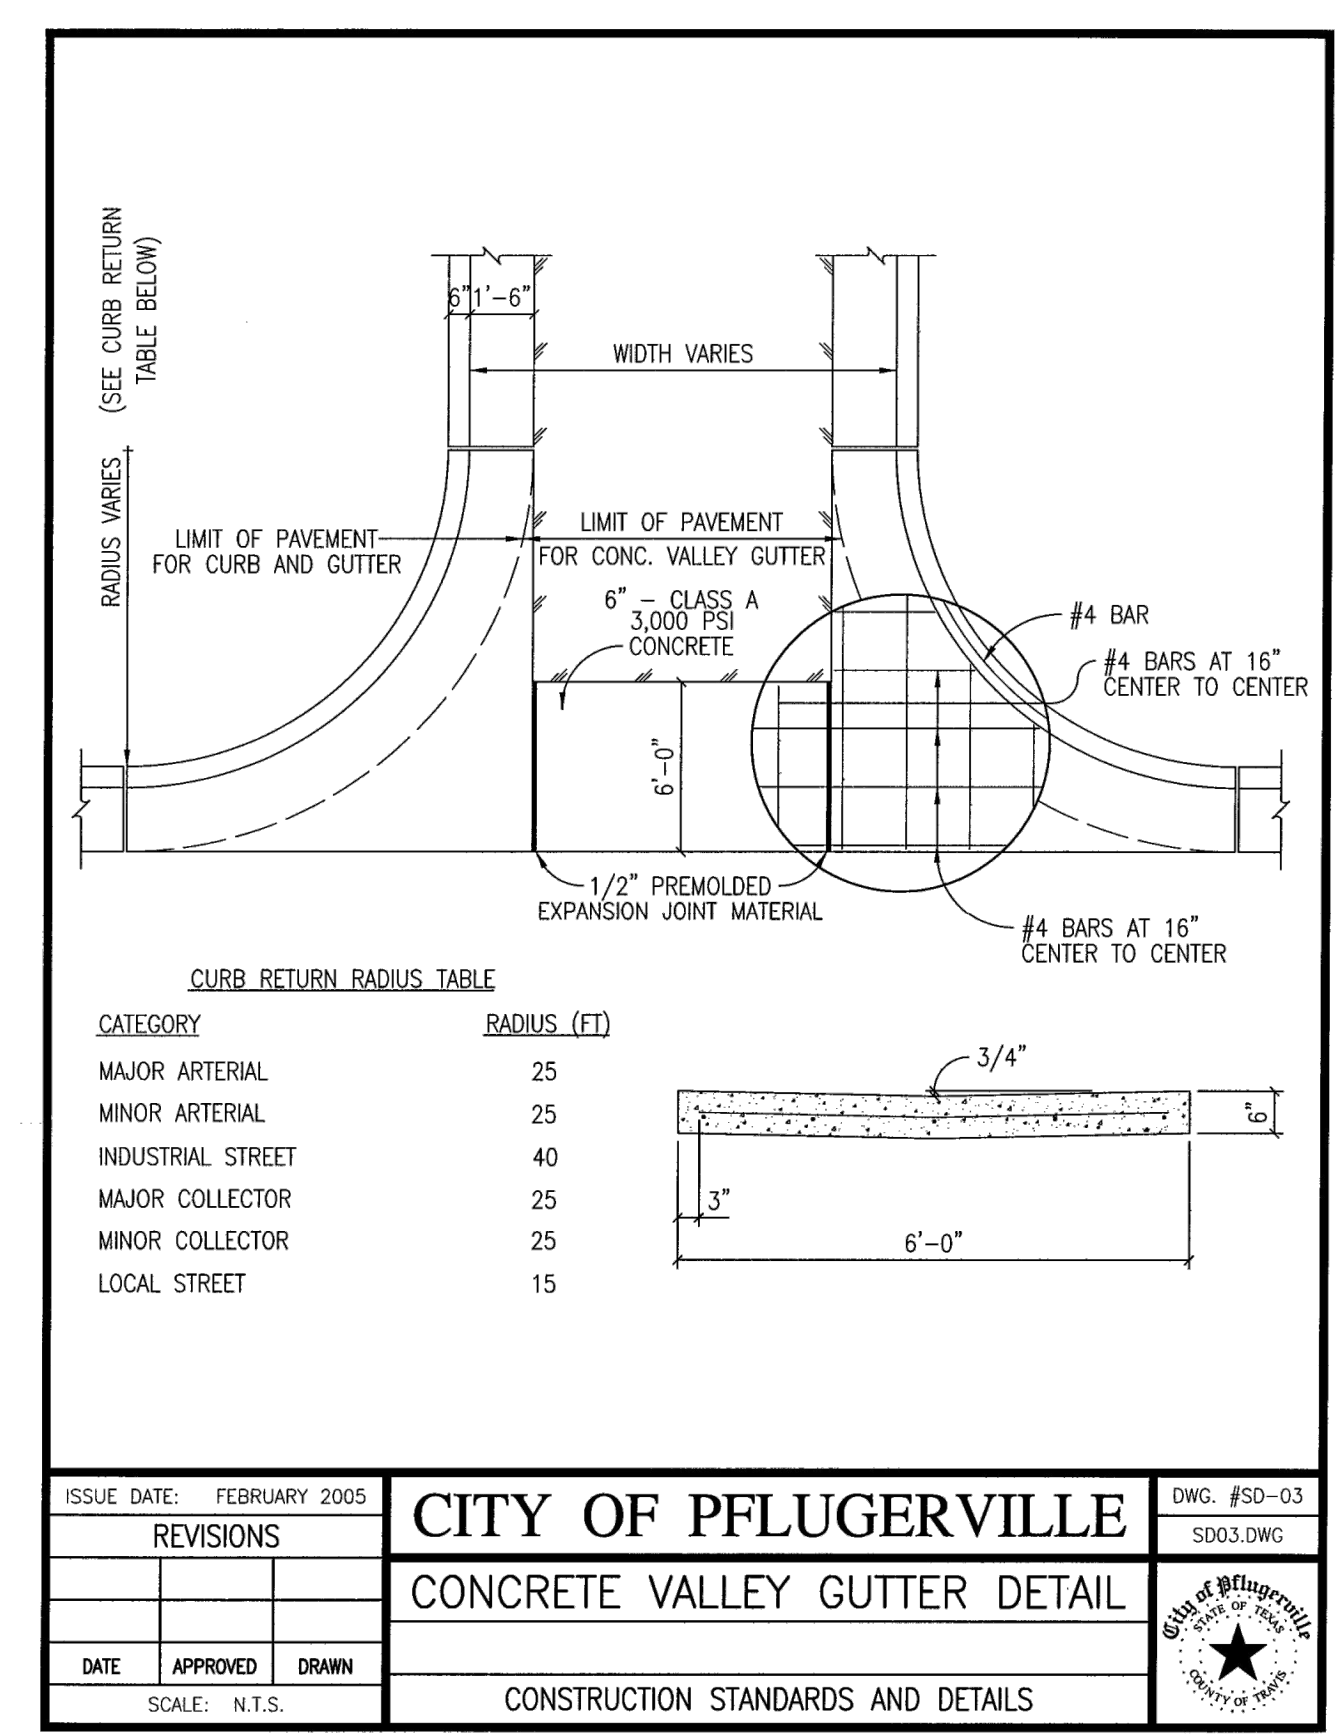 RADIUS VARIES (SEE CURB RETURN
TABLE BELOW)
6" 1'-6"
WIDTH VARIES
LIMIT OF PAVEMENT
FOR CURB AND GUTTER
LIMIT OF PAVEMENT
FOR CONC. VALLEY GUTTER
6" – CLASS A
3,000 PSI
CONCRETE
#4 BAR
#4 BARS AT 16"
CENTER TO CENTER
6'-0"
1/2" PREMOLDED
EXPANSION JOINT MATERIAL
#4 BARS AT 16"
CENTER TO CENTER
CURB RETURN RADIUS TABLE
CATEGORY RADIUS (FT)
MAJOR ARTERIAL 25
MINOR ARTERIAL 25
INDUSTRIAL STREET 40
MAJOR COLLECTOR 25
MINOR COLLECTOR 25
LOCAL STREET 15
3/4"
6"
3"
6'-0"
ISSUE DATE: FEBRUARY 2005
REVISIONS
DATE APPROVED DRAWN
SCALE: N.T.S.
CITY OF PFLUGERVILLE
CONCRETE VALLEY GUTTER DETAIL
CONSTRUCTION STANDARDS AND DETAILS
DWG. #SD-03
SD03.DWG
City of Pflugerville
STATE OF TEXAS
COUNTY OF TRAVIS